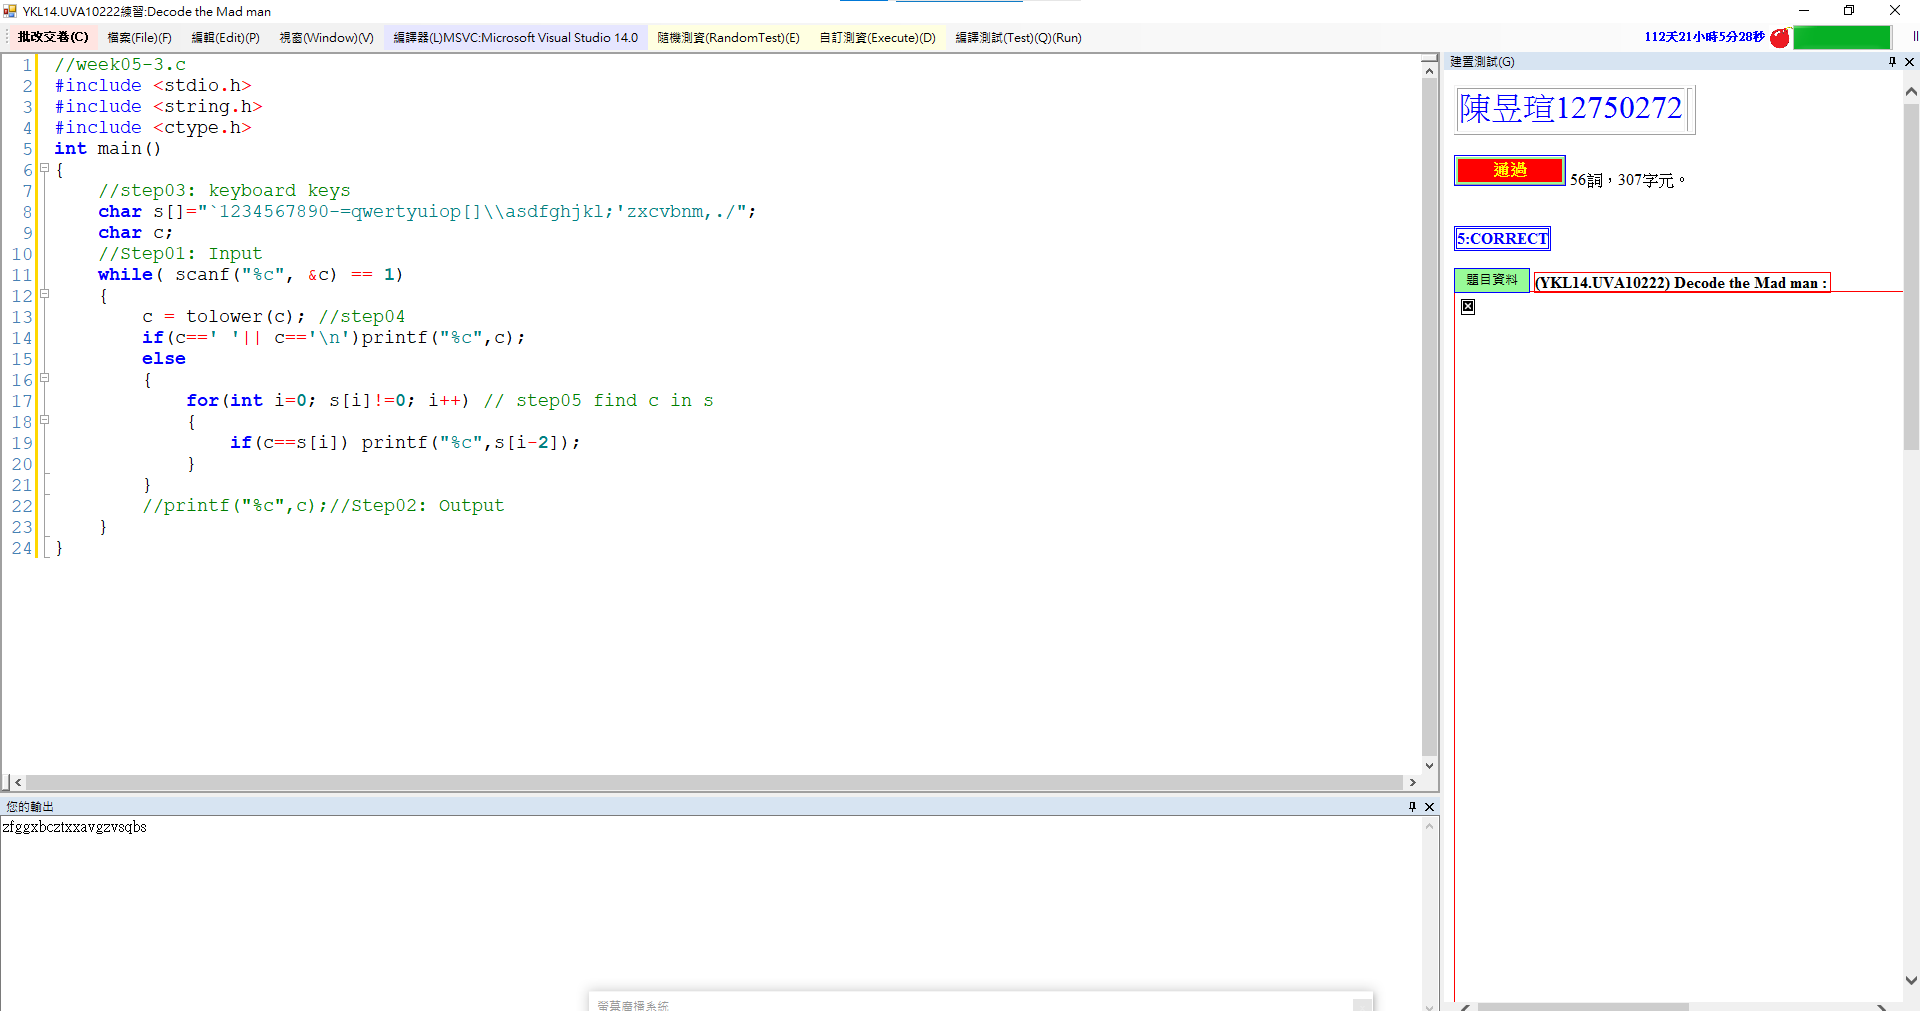 YKL14.UVA10222練習:Decode the Mad man
批改交卷(C) 檔案(File)(F) 編輯(Edit)(P) 視窗(Window)(V) 編譯器(L)MSVC:Microsoft Visual Studio 14.0 隨機測資(RandomTest)(E) 自訂測資(Execute)(D) 編譯測試(Test)(Q)(Run) 112天21小時5分28秒
1 //week05-3.c
2 #include <stdio.h>
3 #include <string.h>
4 #include <ctype.h>
5 int main()
6 {
7 //step03: keyboard keys
8 char s[]="`1234567890-=qwertyuiop[]\\asdfghjkl;'zxcvbnm,./";
9 char c;
10 //Step01: Input
11 while( scanf("%c", &c) == 1)
12 {
13 c = tolower(c); //step04
14 if(c==' '|| c=='\n')printf("%c",c);
15 else
16 {
17 for(int i=0; s[i]!=0; i++) // step05 find c in s
18 {
19 if(c==s[i]) printf("%c",s[i-2]);
20 }
21 }
22 //printf("%c",c);//Step02: Output
23 }
24 }
您的輸出
zfggxbcztxxavgzvsqbs
螢幕廣播系統
建置測試(G)
陳昱瑄12750272
通過 56詞，307字元。
5:CORRECT
題目資料 (YKL14.UVA10222) Decode the Mad man :